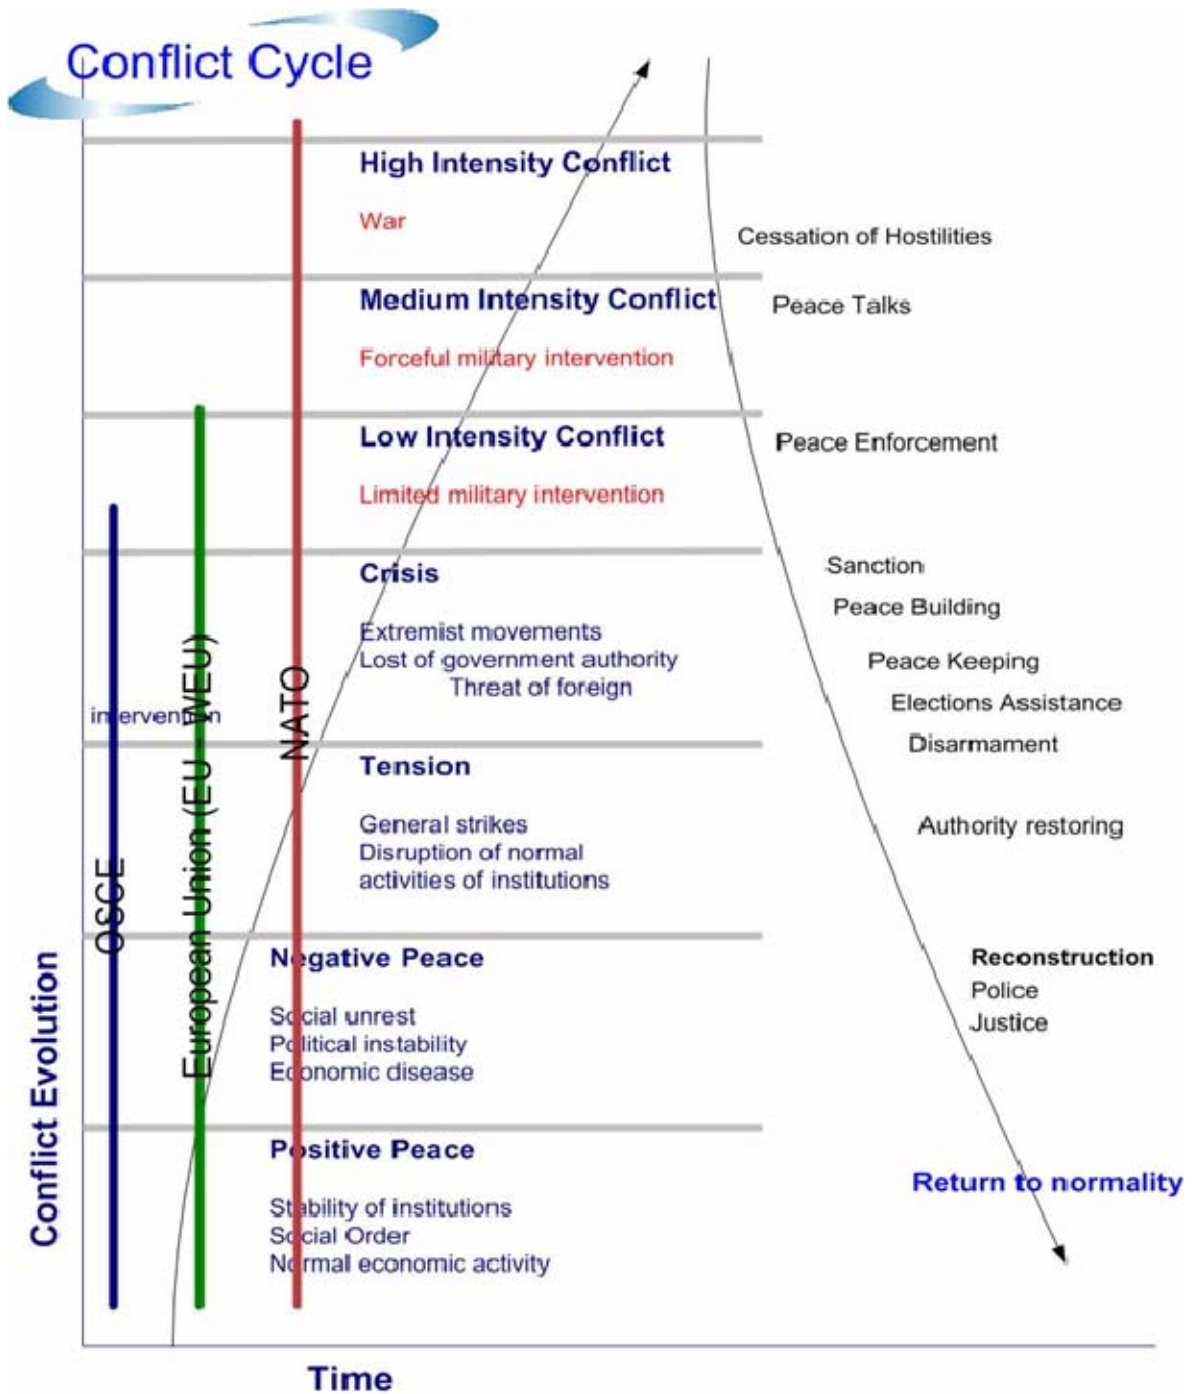 Conflict Cycle
High Intensity Conflict
War
Cessation of Hostilities
Medium Intensity Conflict
Peace Talks
Forceful military intervention
Low Intensity Conflict
Peace Enforcement
Limited military intervention
Crisis
Sanction
Peace Building
Extremist movements
Lost of government authority
Threat of foreign
intervention
Peace Keeping
Elections Assistance
Disarmament
Tension
General strikes
Disruption of normal
activities of institutions
Authority restoring
OSCE
European Union (EU - WEU)
NATO
Negative Peace
Social unrest
Political instability
Economic disease
Reconstruction
Police
Justice
Positive Peace
Stability of institutions
Social Order
Normal economic activity
Return to normality
Conflict Evolution
Time